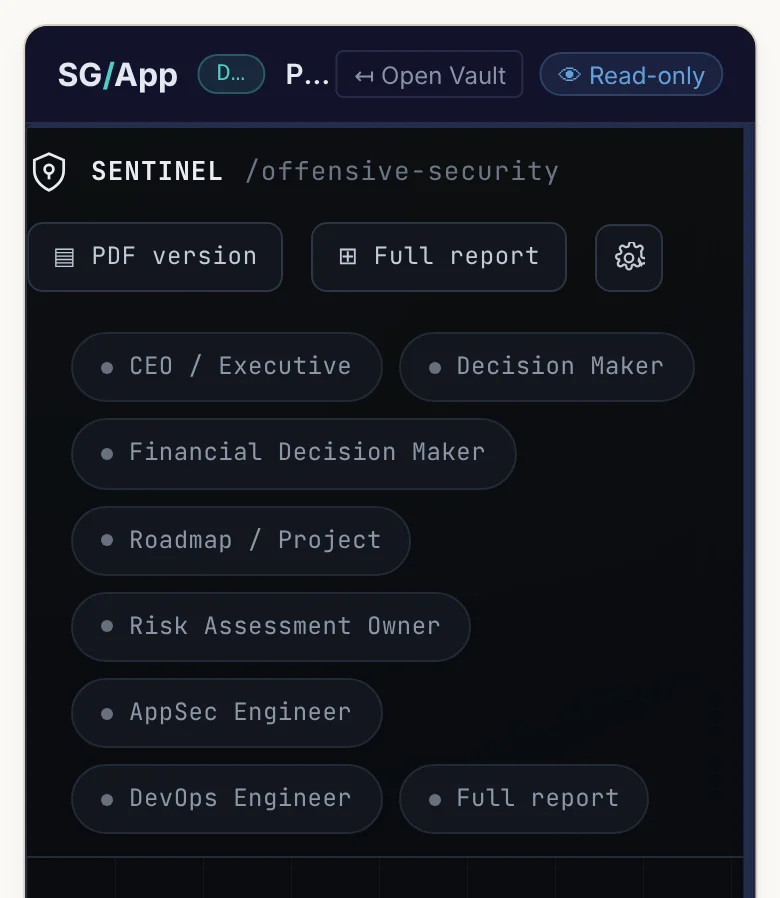 SG/App D... P... ↤ Open Vault Read-only
SENTINEL /offensive-security
▤ PDF version ⊞ Full report
CEO / Executive Decision Maker
Financial Decision Maker
Roadmap / Project
Risk Assessment Owner
AppSec Engineer
DevOps Engineer Full report